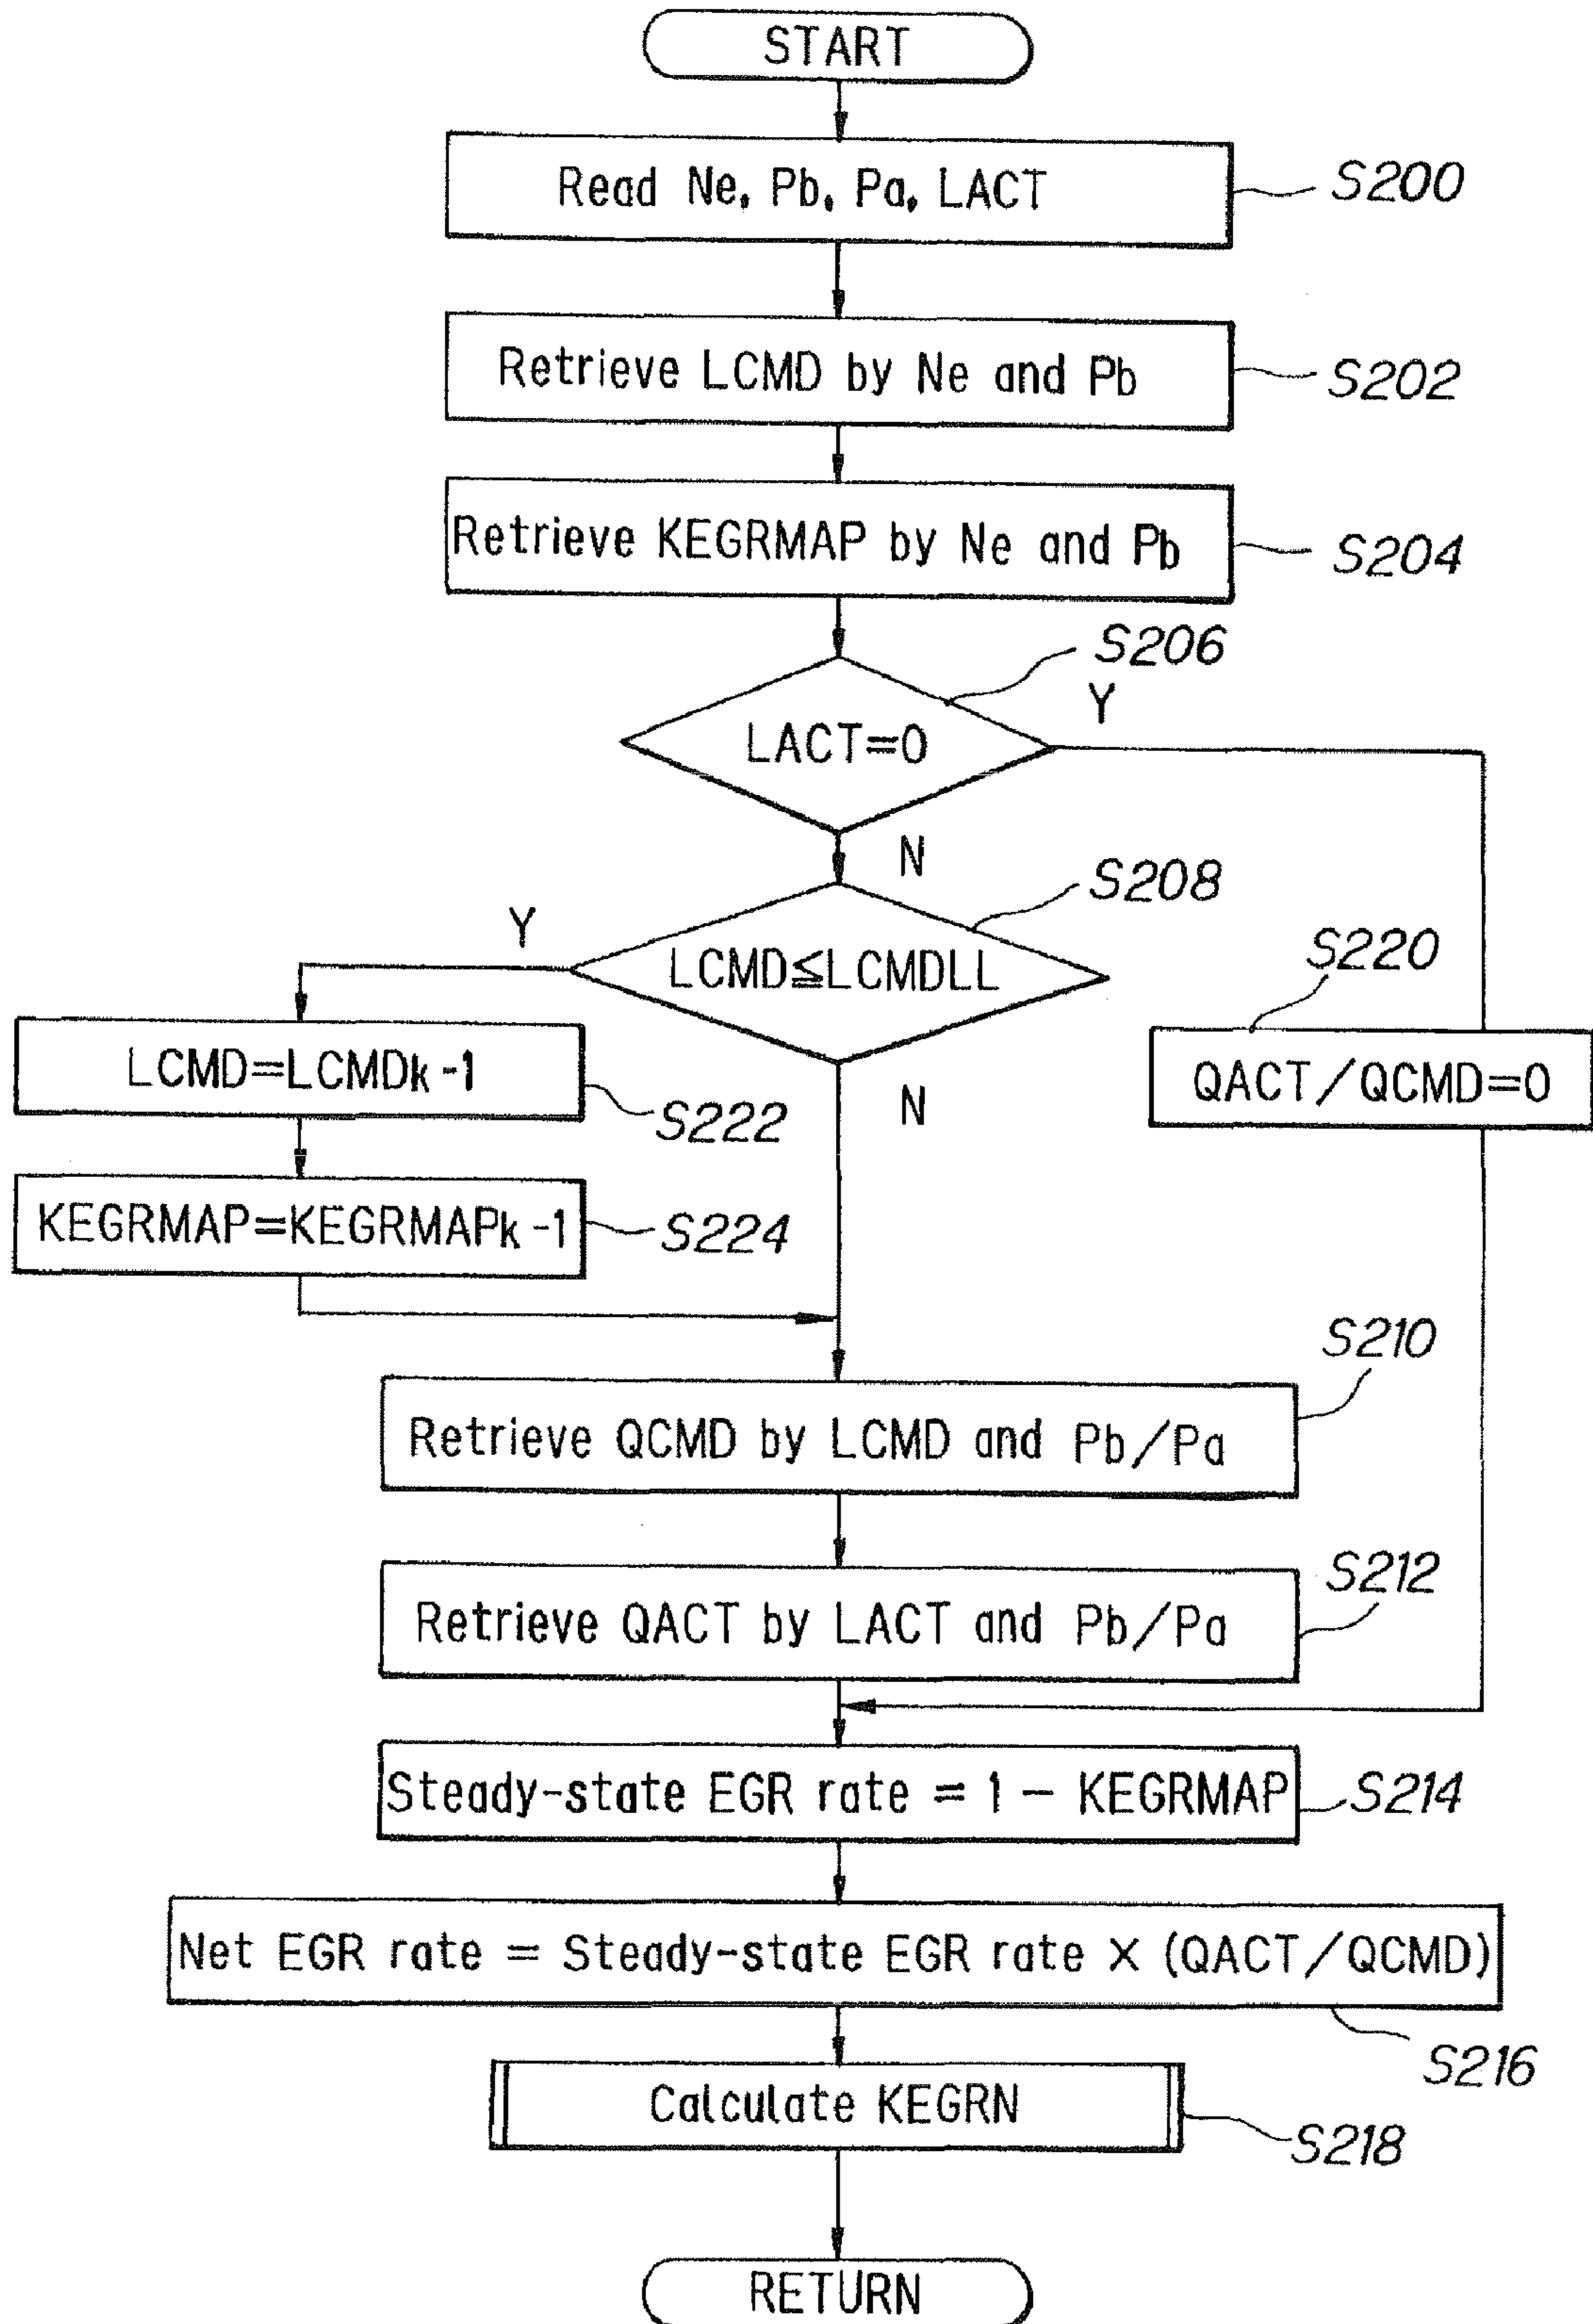 START
Read Ne, Pb, Pa, LACT
S200
Retrieve LCMD by Ne and Pb
S202
Retrieve KEGRMAP by Ne and Pb
S204
S206
LACT=0
Y
N
S208
LCMD≦LCMDLL
Y
N
S220
QACT/QCMD=0
LCMD=LCMDk-1
S222
KEGRMAP=KEGRMAPk-1
S224
S210
Retrieve QCMD by LCMD and Pb/Pa
S212
Retrieve QACT by LACT and Pb/Pa
Steady-state EGR rate = 1 - KEGRMAP
S214
Net EGR rate = Steady-state EGR rate × (QACT/QCMD)
S216
Calculate KEGRN
S218
RETURN